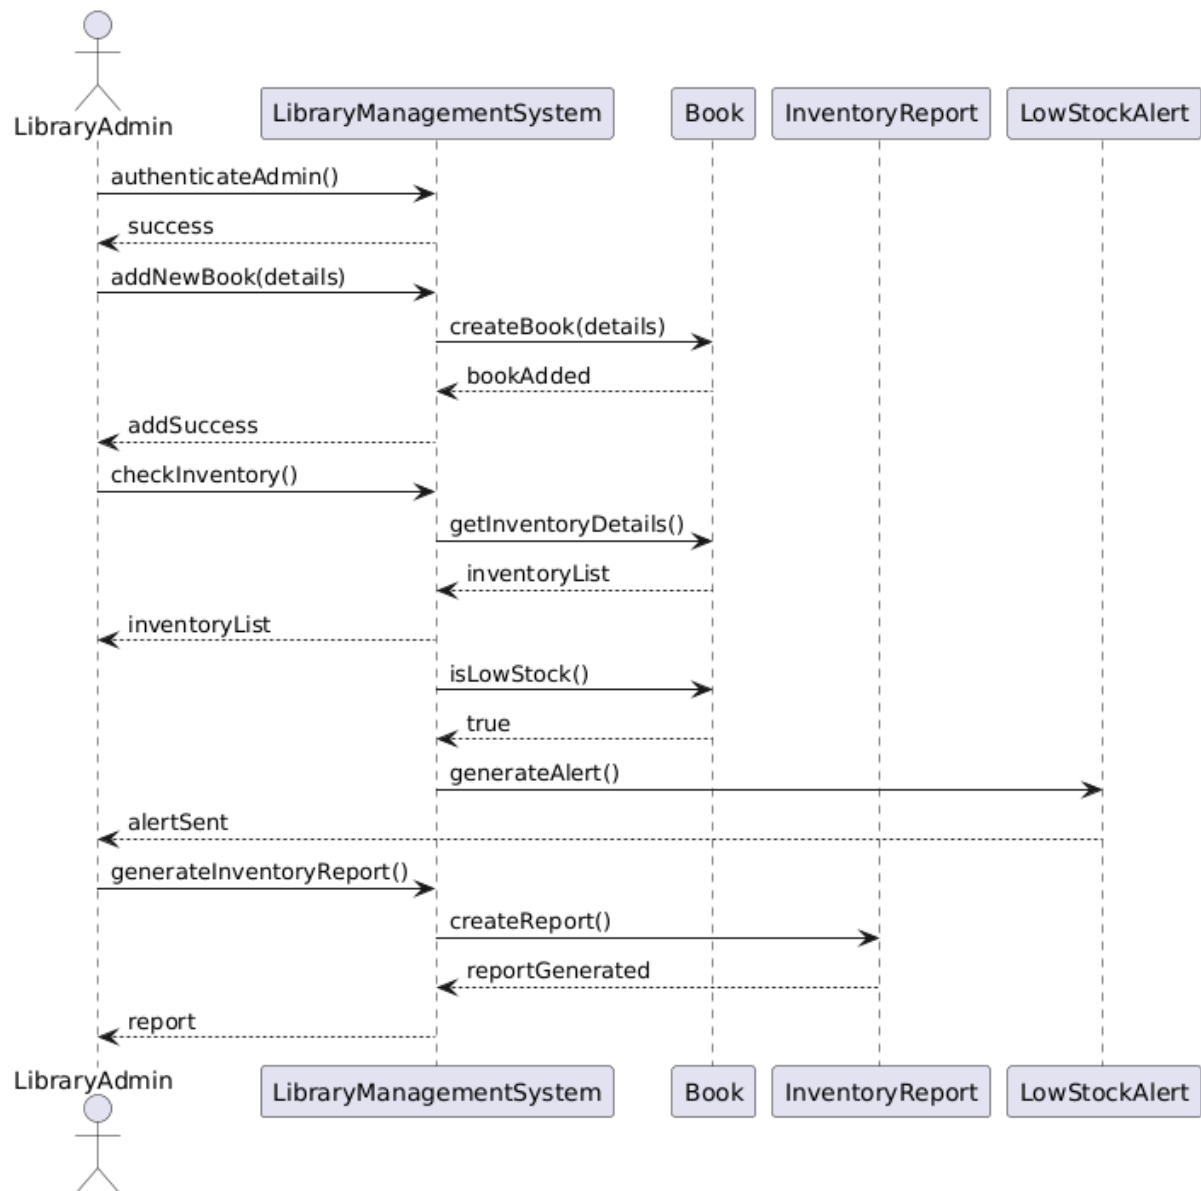 LibraryAdmin
LibraryManagementSystem
Book
InventoryReport
LowStockAlert
authenticateAdmin()
success
addNewBook(details)
createBook(details)
bookAdded
addSuccess
checkInventory()
getInventoryDetails()
inventoryList
inventoryList
isLowStock()
true
generateAlert()
alertSent
generateInventoryReport()
createReport()
reportGenerated
report
LibraryAdmin
LibraryManagementSystem
Book
InventoryReport
LowStockAlert